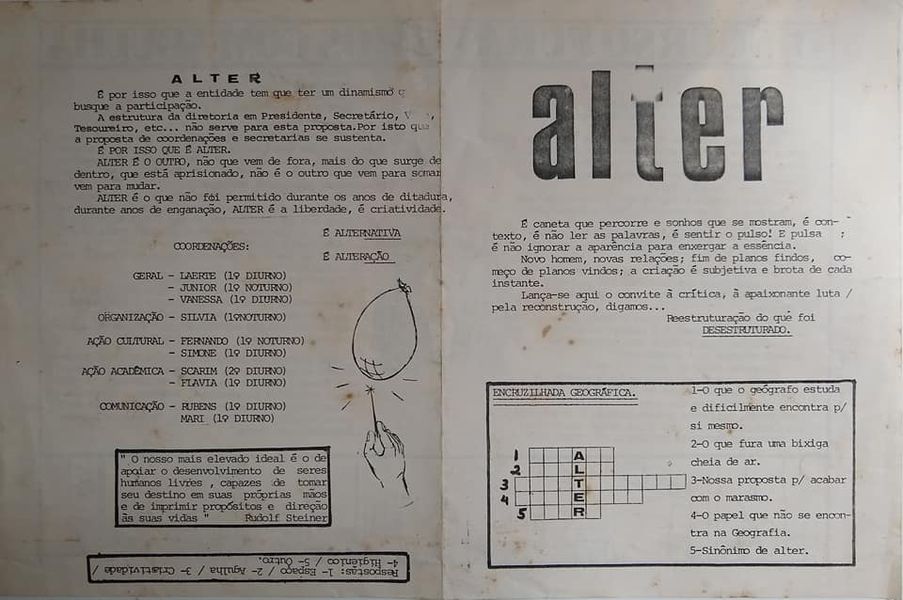 ALTER
É por isso que a entidade tem que ter um dinamismo
busque a participação.
A estrutura da diretoria em Presidente, Secretário,
Tesoureiro, etc... não serve para esta proposta.Por isto
a proposta de coordenações e secretarias se sustenta.
É POR ISSO QUE É ALTER.
ALTER É O OUTRO, não que vem de fora, mais do que surge de
dentro, que está aprisionado, não é o outro que vem para somar
vem para mudar.
ALTER é o que não fôi permitido durante os anos de ditadura,
durante anos de enganação, ALTER é a liberdade, é criatividade.
É ALTERNATIVA
COORDENAÇÕES:
É ALTERAÇÃO
GERAL - LAERTE (1º DIURNO)
- JUNIOR (1º NOTURNO)
- VANESSA (1º DIURNO)
ORGANIZAÇÃO - SILVIA (1ºNOTURNO)
AÇÃO CULTURAL - FERNANDO (1º NOTURNO)
- SIMONE (1º DIURNO)
AÇÃO ACADÊMICA - SCARIM (2º DIURNO)
- FLAVIA (1º DIURNO)
COMUNICAÇÃO - RUBENS (1º DIURNO)
MARI (1º DIURNO)
" O nosso mais elevado ideal é o de
apoiar o desenvolvimento de seres
humanos livres , capazes de tomar
seu destino em suas próprias mãos
e de imprimir propósitos e direção
às suas vidas " Rudolf Steiner
Respostas: 1- Espaço / 2- Agulha / 3- Criatividade /
4- Higiênico / 5- Outro.
alter
É caneta que percorre e sonhos que se mostram, é con-
texto, é não ler as palavras, é sentir o pulso! E pulsa ;
é não ignorar a aparência para enxergar a essência.
Novo homem, novas relações; fim de planos findos, co-
meço de planos vindos; a criação é subjetiva e brota de cada
instante.
Lança-se aqui o convite à crítica, à apaixonante luta /
pela reconstrução, digamos...
Reestruturação do que foi
DESESTRUTURADO.
ENCRUZILHADA GEOGRÁFICA.
1
2
3
4
5
A
L
T
E
R
1-O que o geógrafo estuda
e dificilmente encontra p/
si mesmo.
2-O que fura uma bixiga
cheia de ar.
3-Nossa proposta p/ acabar
com o marasmo.
4-O papel que não se encon-
tra na Geografia.
5-Sinônimo de alter.